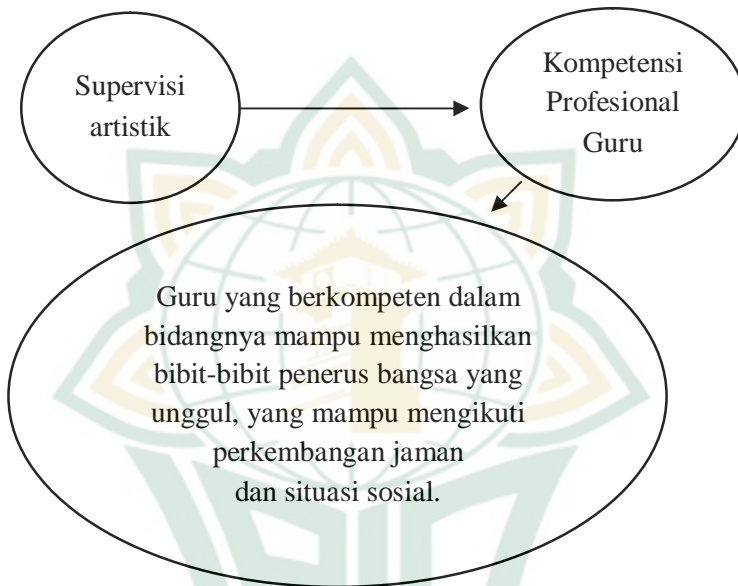 Supervisi
artistik
Kompetensi
Profesional
Guru
Guru yang berkompeten dalam
bidangnya mampu menghasilkan
bibit-bibit penerus bangsa yang
unggul, yang mampu mengikuti
perkembangan jaman
dan situasi sosial.